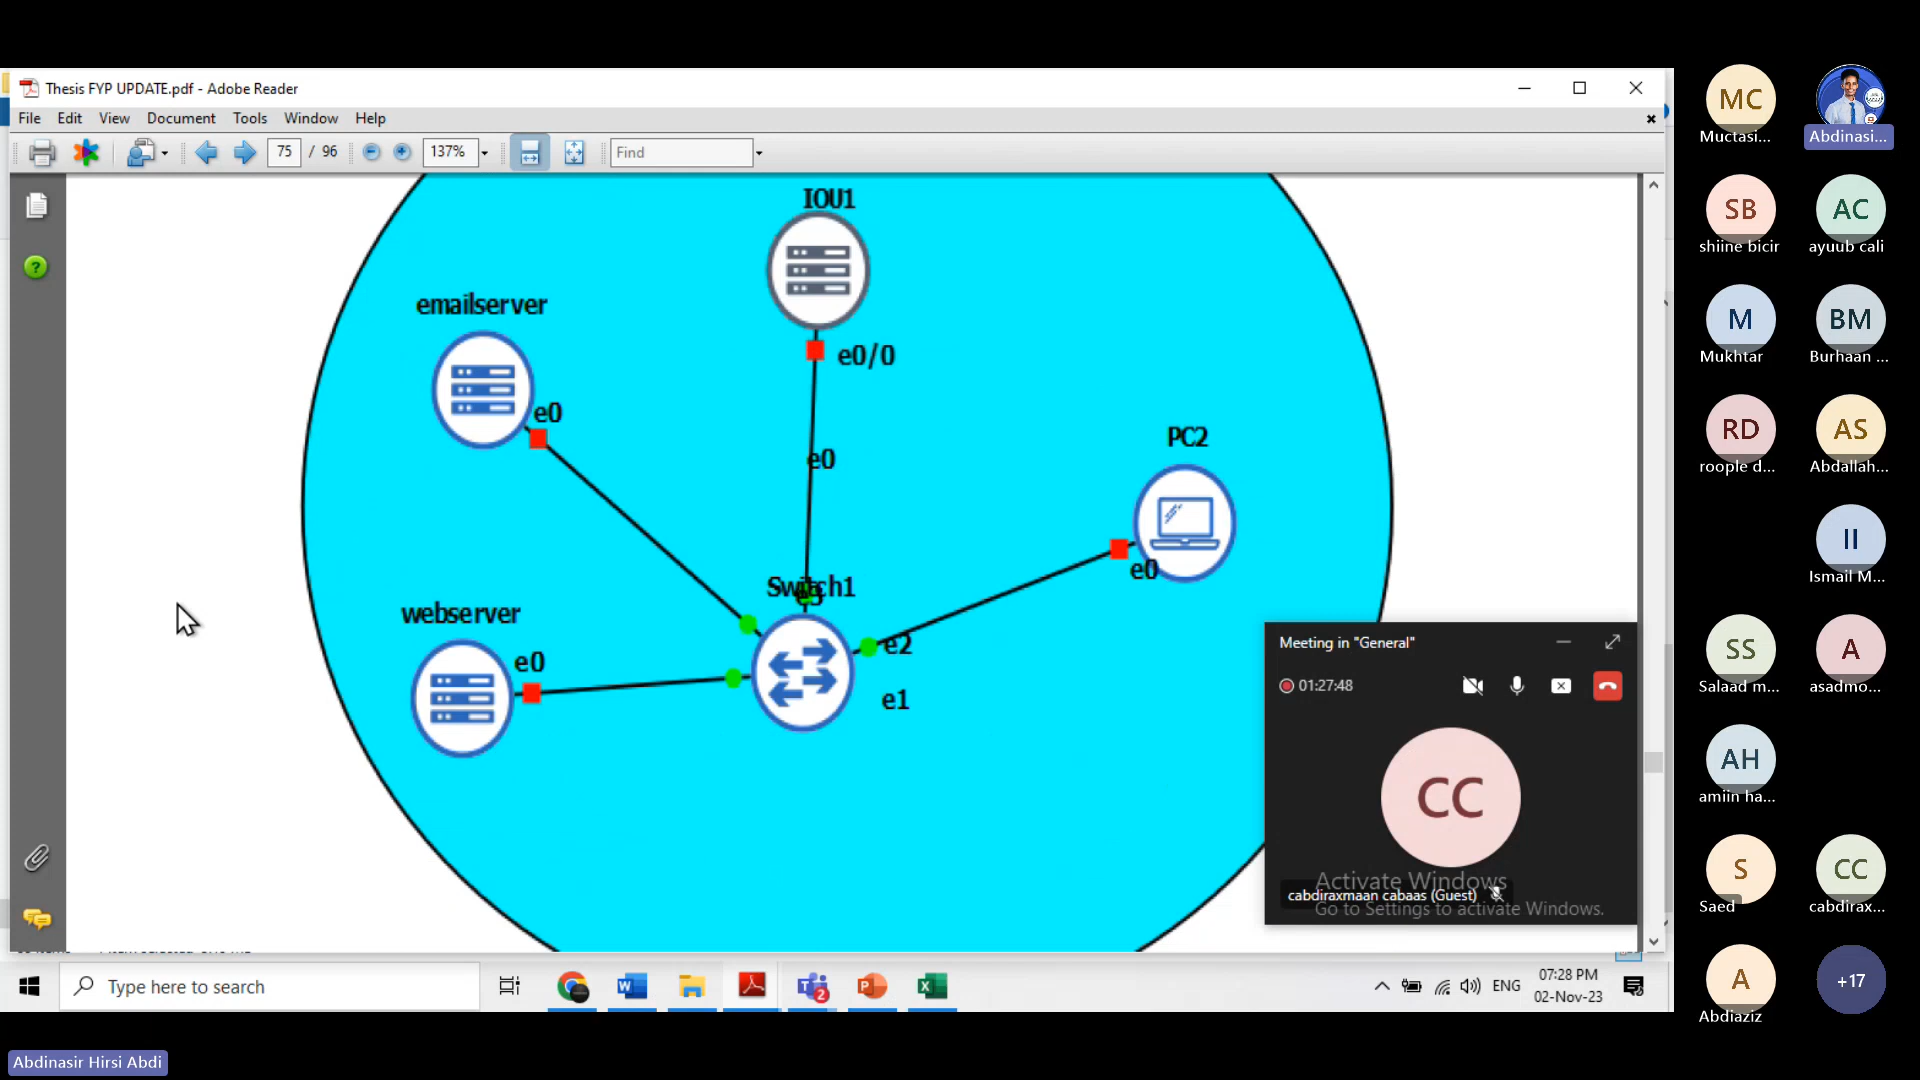 Thesis FYP UPDATE.pdf - Adobe Reader
File Edit View Document Tools Window Help
75 / 96 137% Find
IOU1
e0/0
emailserver
e0
e0
PC2
e0
Switch1
e3
e2
webserver
e0
e1
Meeting in "General"
01:27:48
CC
cabdiraxmaan cabaas (Guest)
Activate Windows
Go to Settings to activate Windows.
Type here to search
2
ENG
07:28 PM
02-Nov-23
MC
Muctasi...
Abdinasi...
SB
shiine bicir
AC
ayuub cali
M
Mukhtar
BM
Burhaan ...
RD
roople d...
AS
Abdallah...
II
Ismail M...
SS
Salaad m...
A
asadmo...
AH
amiin ha...
S
Saed
CC
cabdirax...
A
Abdiaziz
+17
Abdinasir Hirsi Abdi